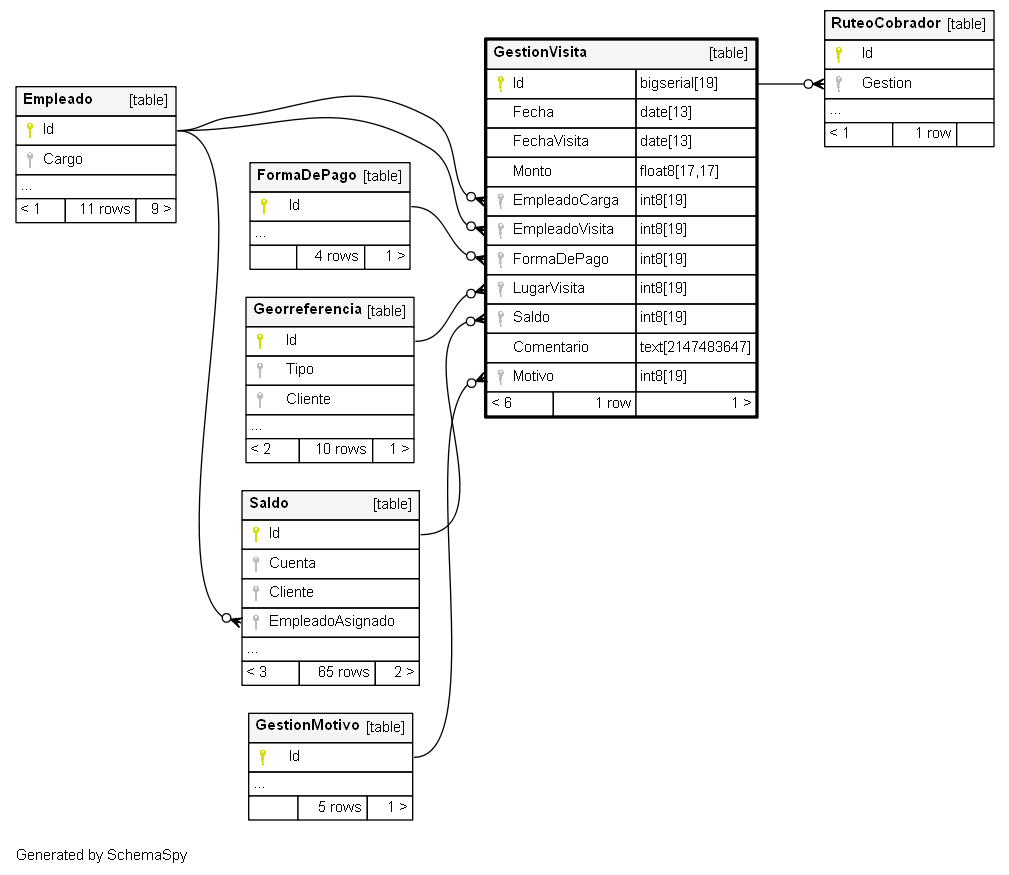 Empleado [table]
Id
Cargo
...
< 1 11 rows 9 >
FormaDePago [table]
Id
...
4 rows 1 >
Georreferencia [table]
Id
Tipo
Cliente
...
< 2 10 rows 1 >
Saldo [table]
Id
Cuenta
Cliente
EmpleadoAsignado
...
< 3 65 rows 2 >
GestionMotivo [table]
Id
...
5 rows 1 >
GestionVisita [table]
Id bigserial[19]
Fecha date[13]
FechaVisita date[13]
Monto float8[17,17]
EmpleadoCarga int8[19]
EmpleadoVisita int8[19]
FormaDePago int8[19]
LugarVisita int8[19]
Saldo int8[19]
Comentario text[2147483647]
Motivo int8[19]
< 6 1 row 1 >
RuteoCobrador [table]
Id
Gestion
...
< 1 1 row
Generated by SchemaSpy